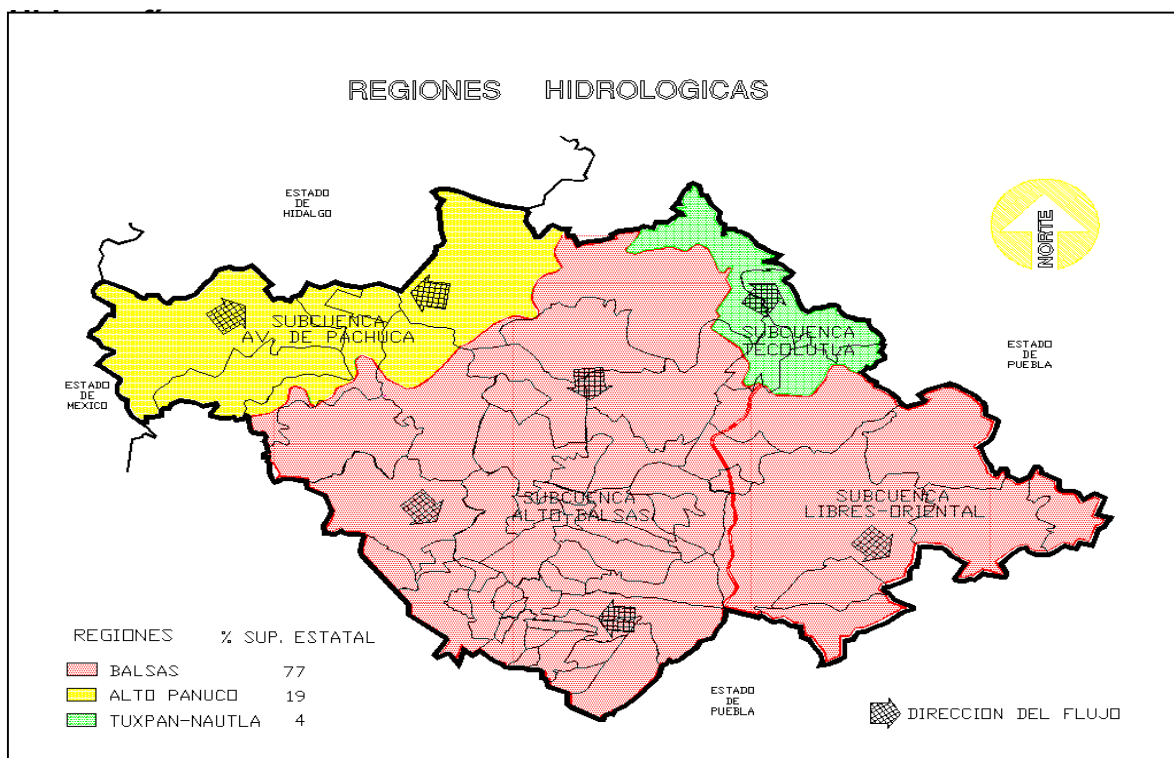 REGIONES HIDROLOGICAS
ESTADO
DE
HIDALGO
NORTE
SUBCUENCA
AV. DE PACHUCA
SUBCUENCA
TECOLUTLA
ESTADO
DE
PUEBLA
ESTADO
DE
MEXICO
SUBCUENCA
ALTO-BALSAS
SUBCUENCA
LIBRES-ORIENTAL
REGIONES % SUP. ESTATAL
BALSAS 77
ALTO PANUCO 19
TUXPAN-NAUTLA 4
ESTADO
DE
PUEBLA
DIRECCION DEL FLUJO